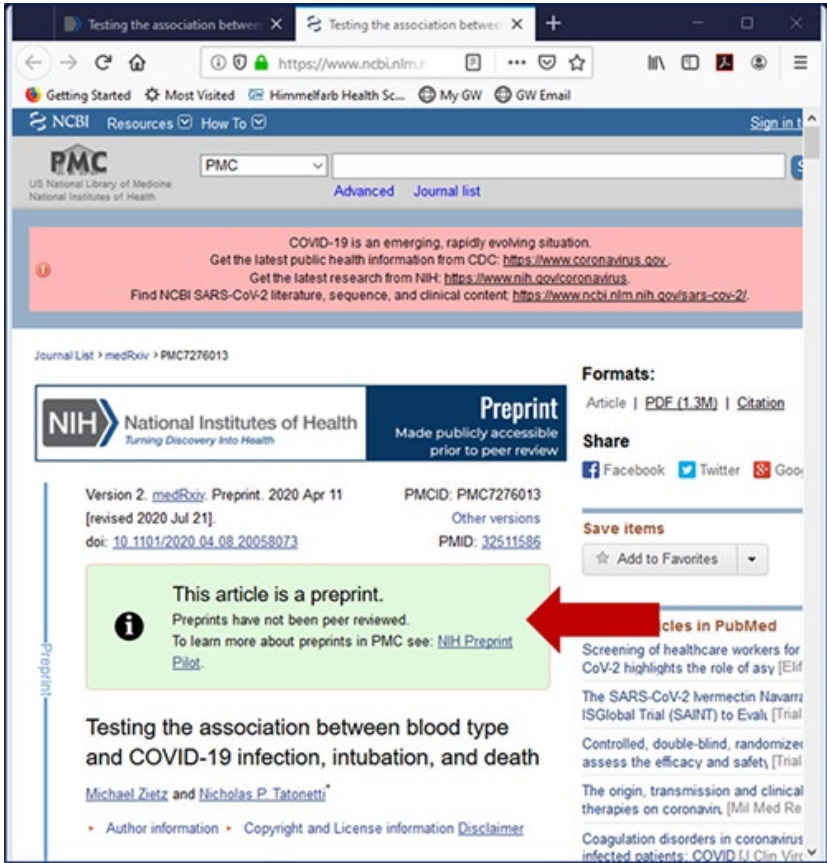 Testing the association betwee
Testing the association betwee
https://www.ncbi.nlm.n
Getting Started
Most Visited
Himmelfarb Health Sc...
My GW
GW Email
NCBI
Resources
How To
Sign in t
PMC
US National Library of Medicine
National Institutes of Health
PMC
S
Advanced
Journal list
COVID-19 is an emerging, rapidly evolving situation.
Get the latest public health information from CDC: https://www.coronavirus.gov .
Get the latest research from NIH: https://www.nih.gov/coronavirus.
Find NCBI SARS-CoV-2 literature, sequence, and clinical content: https://www.ncbi.nlm.nih.gov/sars-cov-2/.
Journal List > medRxiv > PMC7276013
NIH
National Institutes of Health
Turning Discovery Into Health
Preprint
Made publicly accessible
prior to peer review
Version 2. medRxiv. Preprint. 2020 Apr 11
[revised 2020 Jul 21].
doi: 10.1101/2020.04.08.20058073
PMCID: PMC7276013
Other versions
PMID: 32511586
This article is a preprint.
Preprints have not been peer reviewed.
To learn more about preprints in PMC see: NIH Preprint
Pilot.
Preprint
Testing the association between blood type
and COVID-19 infection, intubation, and death
Michael Zietz and Nicholas P. Tatonetti*
Author information
Copyright and License information Disclaimer
Formats:
Article | PDF (1.3M) | Citation
Share
Facebook
Twitter
Goo
Save items
Add to Favorites
cles in PubMed
Screening of healthcare workers for
CoV-2 highlights the role of asy [Elif
The SARS-CoV-2 Ivermectin Navarra
ISGlobal Trial (SAINT) to Evalu [Trial
Controlled, double-blind, randomized
assess the efficacy and safety [Trial
The origin, transmission and clinical
therapies on coronavir [Mil Med Re
Coagulation disorders in coronavirus
infected patients: COVID [J Clin Viro